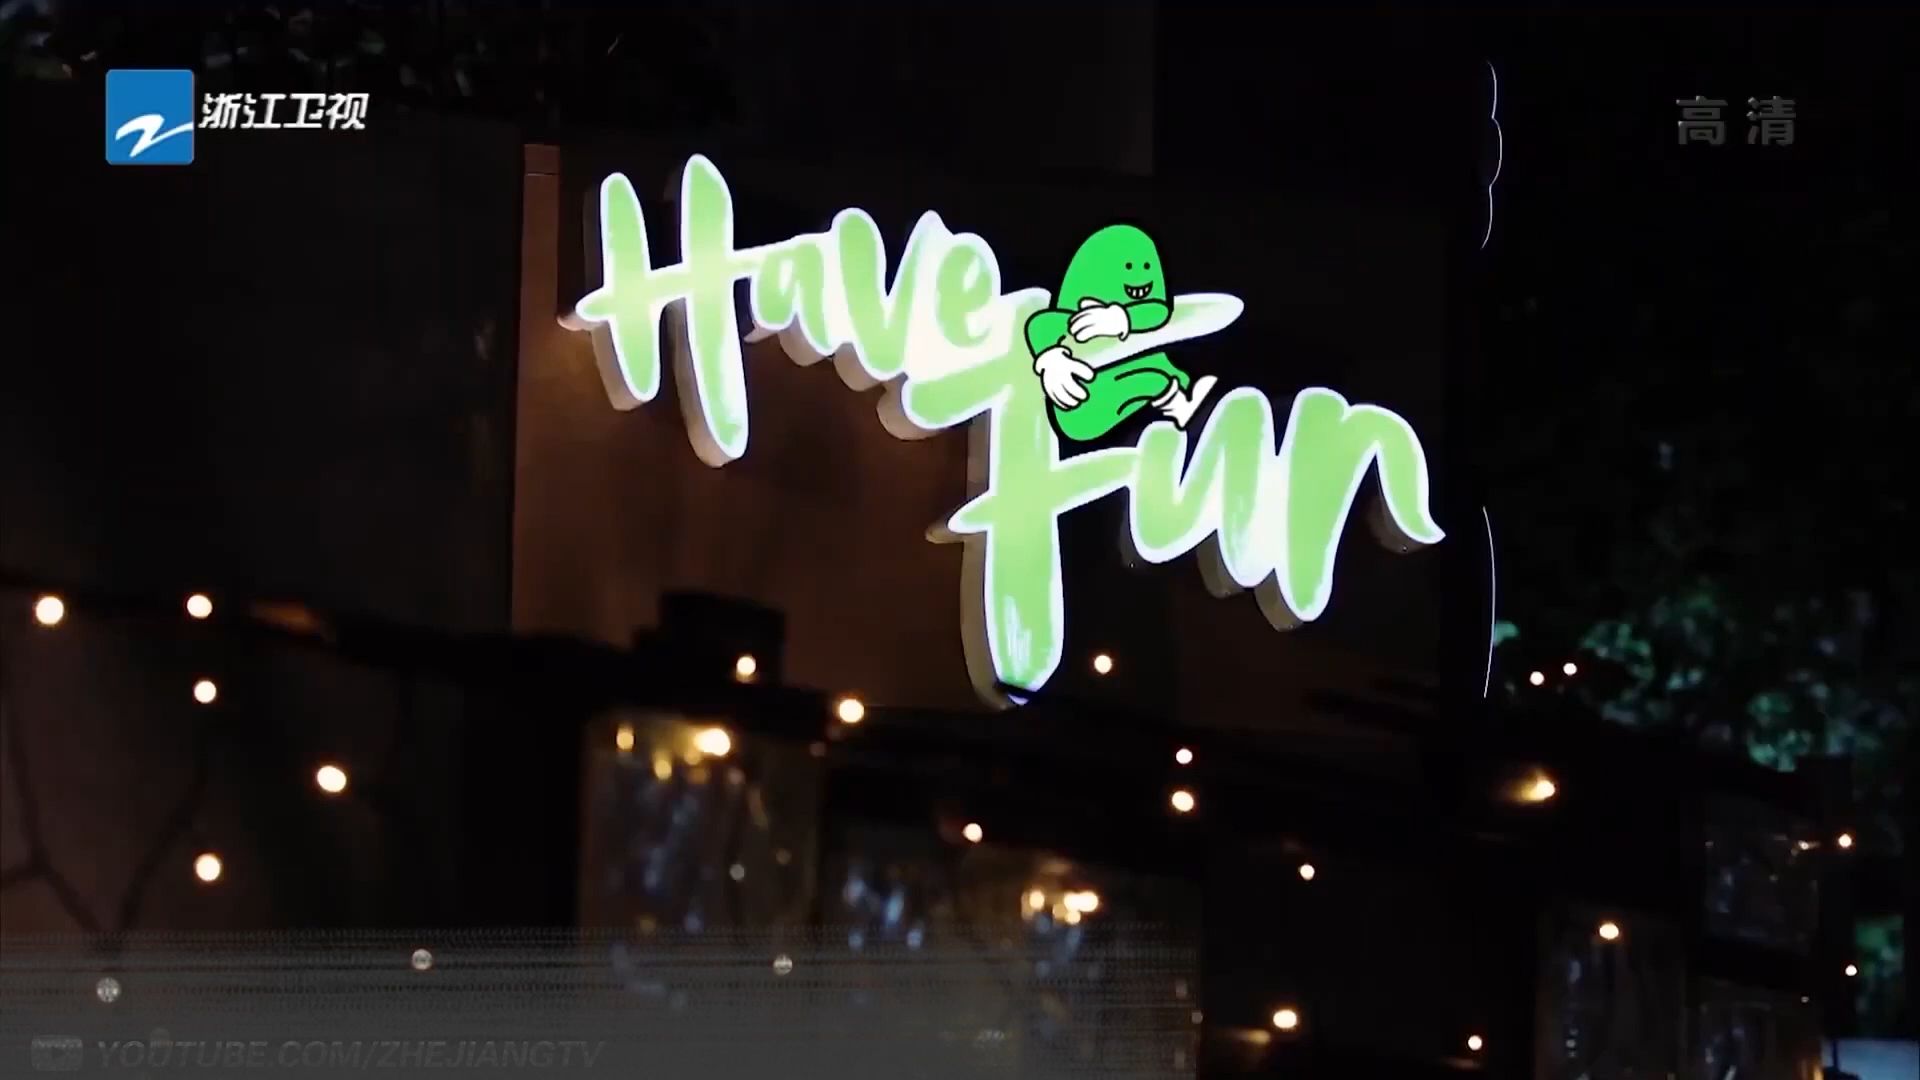 浙江卫视
高清
Have
Fun
YOUTUBE.COM/ZHEJIANGTV